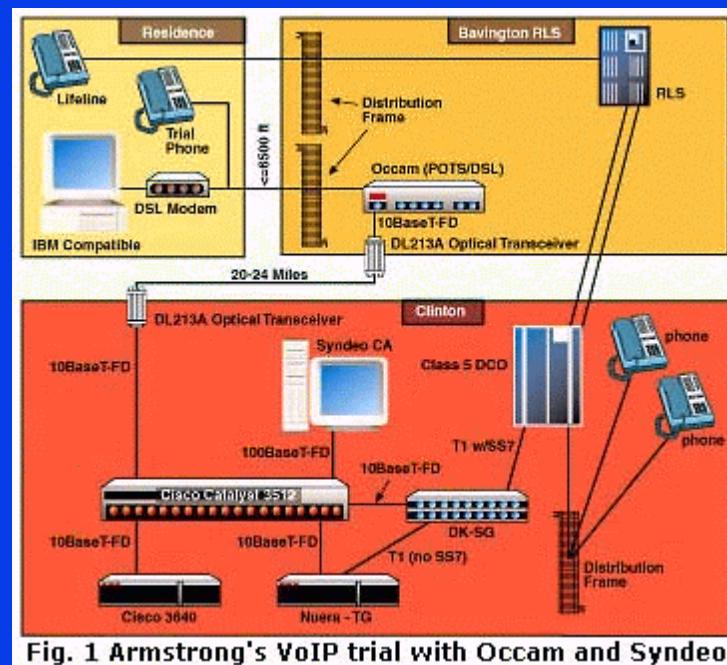 Residence
Bavington RLS
Lifeline
Trial
Phone
Distribution
Frame
RLS
<=6500 ft
Occam (POTS/DSL)
DSL Modem
IBM Compatible
10BaseT-FD
DL213A Optical Transceiver
20-24 Miles
DL213A Optical Transceiver
Clinton
Syndeo CA
Class 5 DCO
phone
phone
10BaseT-FD
100BaseT-FD
T1 w/SS7
10BaseT-FD
Cisco Catalyst 3512
DK-SG
10BaseT-FD
10BaseT-FD
T1 (no SS7)
Distribution
Frame
Cisco 3640
Nuera -TG
Fig. 1 Armstrong's VoIP trial with Occam and Syndeo